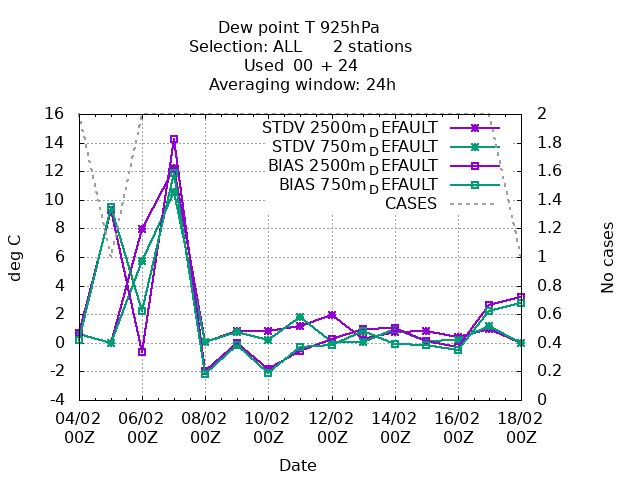 Dew point T 925hPa
Selection: ALL      2 stations
Used  00  + 24
Averaging window: 24h
STDV 2500m_DEFAULT
STDV 750m_DEFAULT
BIAS 2500m_DEFAULT
BIAS 750m_DEFAULT
CASES
16
14
12
10
8
6
4
2
0
-2
-4
deg C
2
1.8
1.6
1.4
1.2
1
0.8
0.6
0.4
0.2
0
No cases
04/02 06/02 08/02 10/02 12/02 14/02 16/02 18/02
00Z 00Z 00Z 00Z 00Z 00Z 00Z 00Z
Date